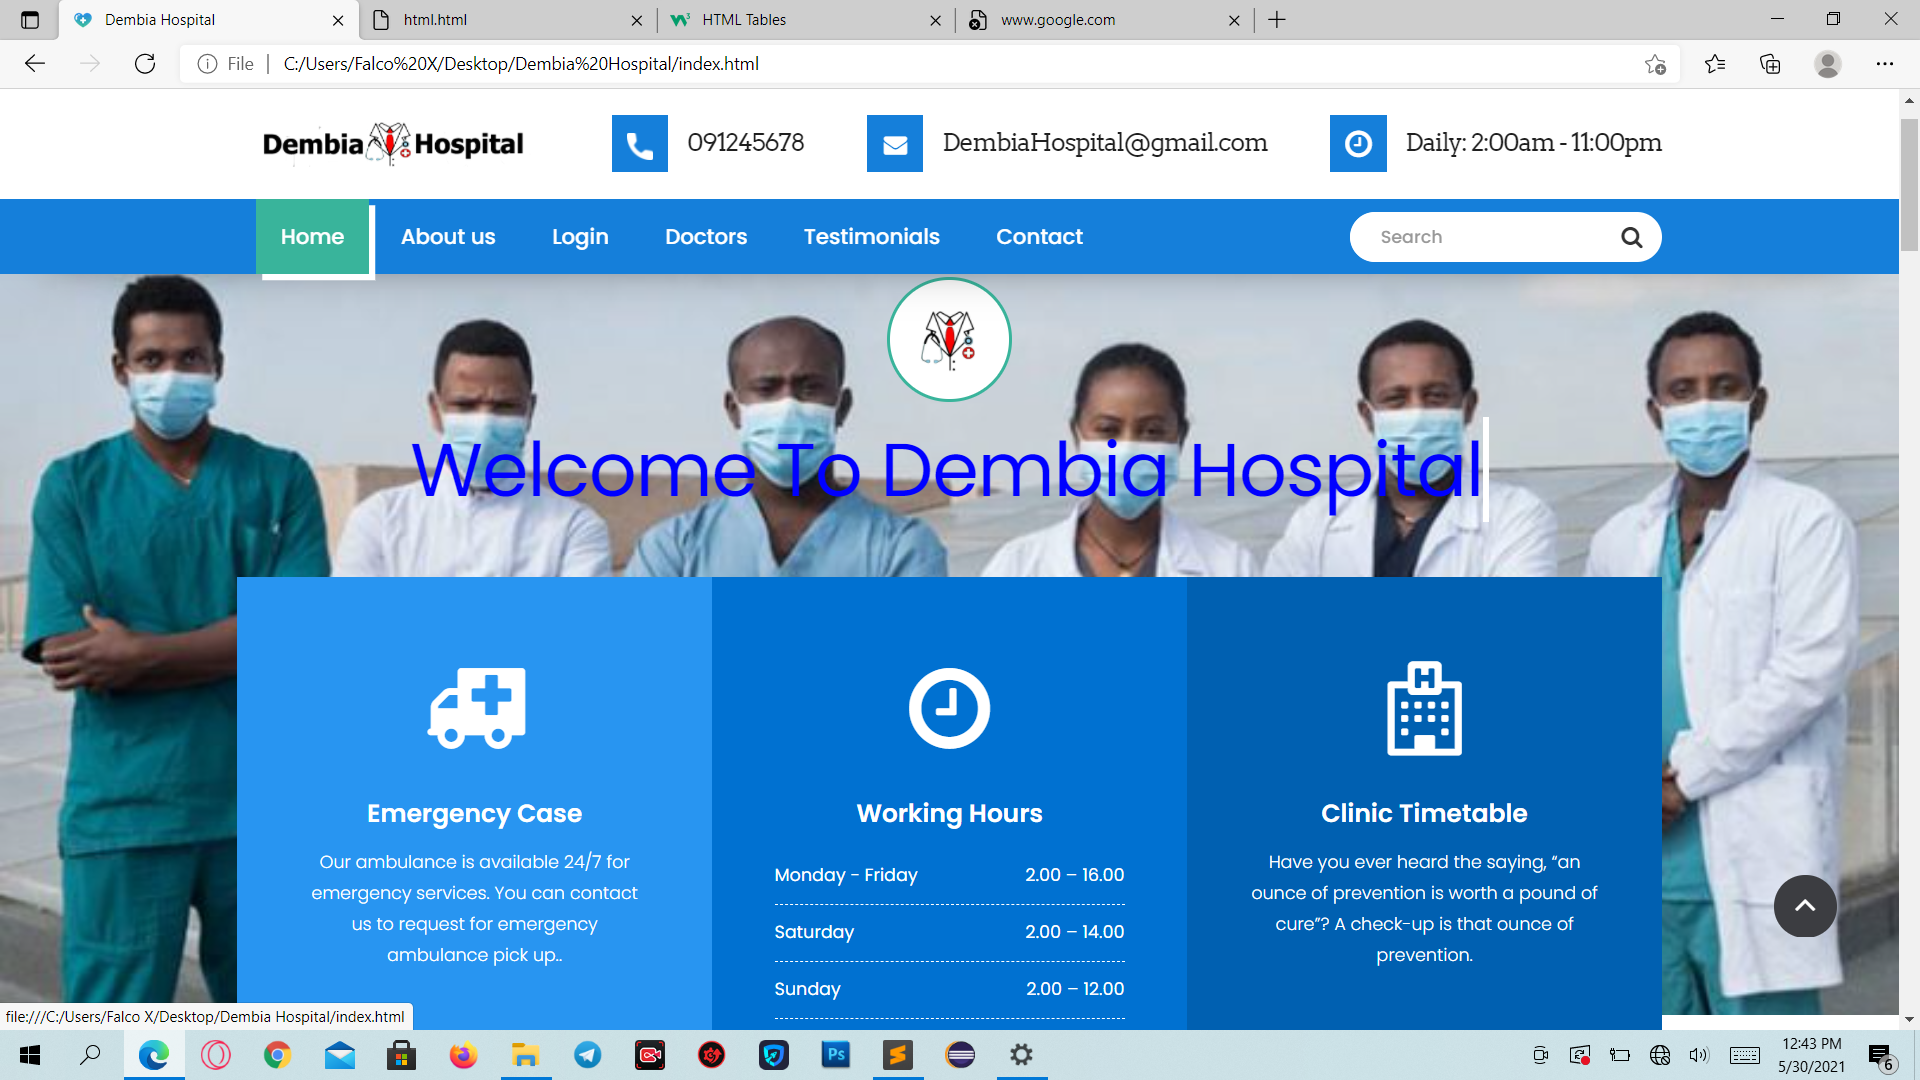 Dembia Hospital
html.html
HTML Tables
www.google.com
File
C:/Users/Falco%20X/Desktop/Dembia%20Hospital/index.html
Dembia Hospital
091245678
DembiaHospital@gmail.com
Daily: 2:00am - 11:00pm
Home
About us
Login
Doctors
Testimonials
Contact
Search
Welcome To Dembia Hospital
H
Emergency Case
Our ambulance is available 24/7 for
emergency services. You can contact
us to request for emergency
ambulance pick up..
Working Hours
Monday - Friday 2.00 – 16.00
Saturday 2.00 – 14.00
Sunday 2.00 – 12.00
Clinic Timetable
Have you ever heard the saying, “an
ounce of prevention is worth a pound of
cure”? A check-up is that ounce of
prevention.
file:///C:/Users/Falco X/Desktop/Dembia Hospital/index.html
Ps
12:43 PM
5/30/2021
6